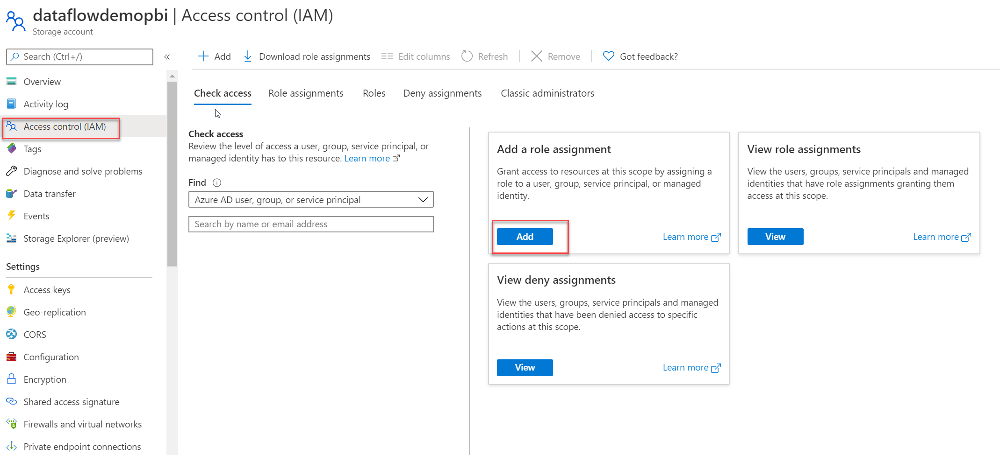 dataflowdemopbi | Access control (IAM)
Storage account
Search (Ctrl+/)
«
Overview
Activity log
Access control (IAM)
Tags
Diagnose and solve problems
Data transfer
Events
Storage Explorer (preview)
Settings
Access keys
Geo-replication
CORS
Configuration
Encryption
Shared access signature
Firewalls and virtual networks
Private endpoint connections
Add
Download role assignments
Edit columns
Refresh
Remove
Got feedback?
Check access
Role assignments
Roles
Deny assignments
Classic administrators
Check access
Review the level of access a user, group, service principal, or
managed identity has to this resource. Learn more
Find
Azure AD user, group, or service principal
Search by name or email address
Add a role assignment
Grant access to resources at this scope by assigning a
role to a user, group, service principal, or managed
identity.
Add
Learn more
View role assignments
View the users, groups, service principals and managed
identities that have role assignments granting them
access at this scope.
View
Learn more
View deny assignments
View the users, groups, service principals and managed
identities that have been denied access to specific
actions at this scope.
View
Learn more